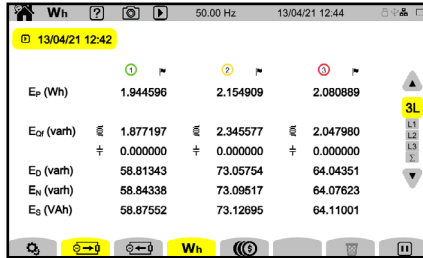 Wh ? 50.00 Hz 13/04/21 12:44
13/04/21 12:42
1 2 3
EP (Wh) 1.944596 2.154909 2.080889
3L
EQf (varh) 1.877197 2.345577 2.047980
L1
L2
0.000000 0.000000 0.000000
L3
Σ
ED (varh) 58.81343 73.05754 64.04351
EN (varh) 58.84338 73.09517 64.07623
ES (VAh) 58.87552 73.12695 64.11001
Wh $